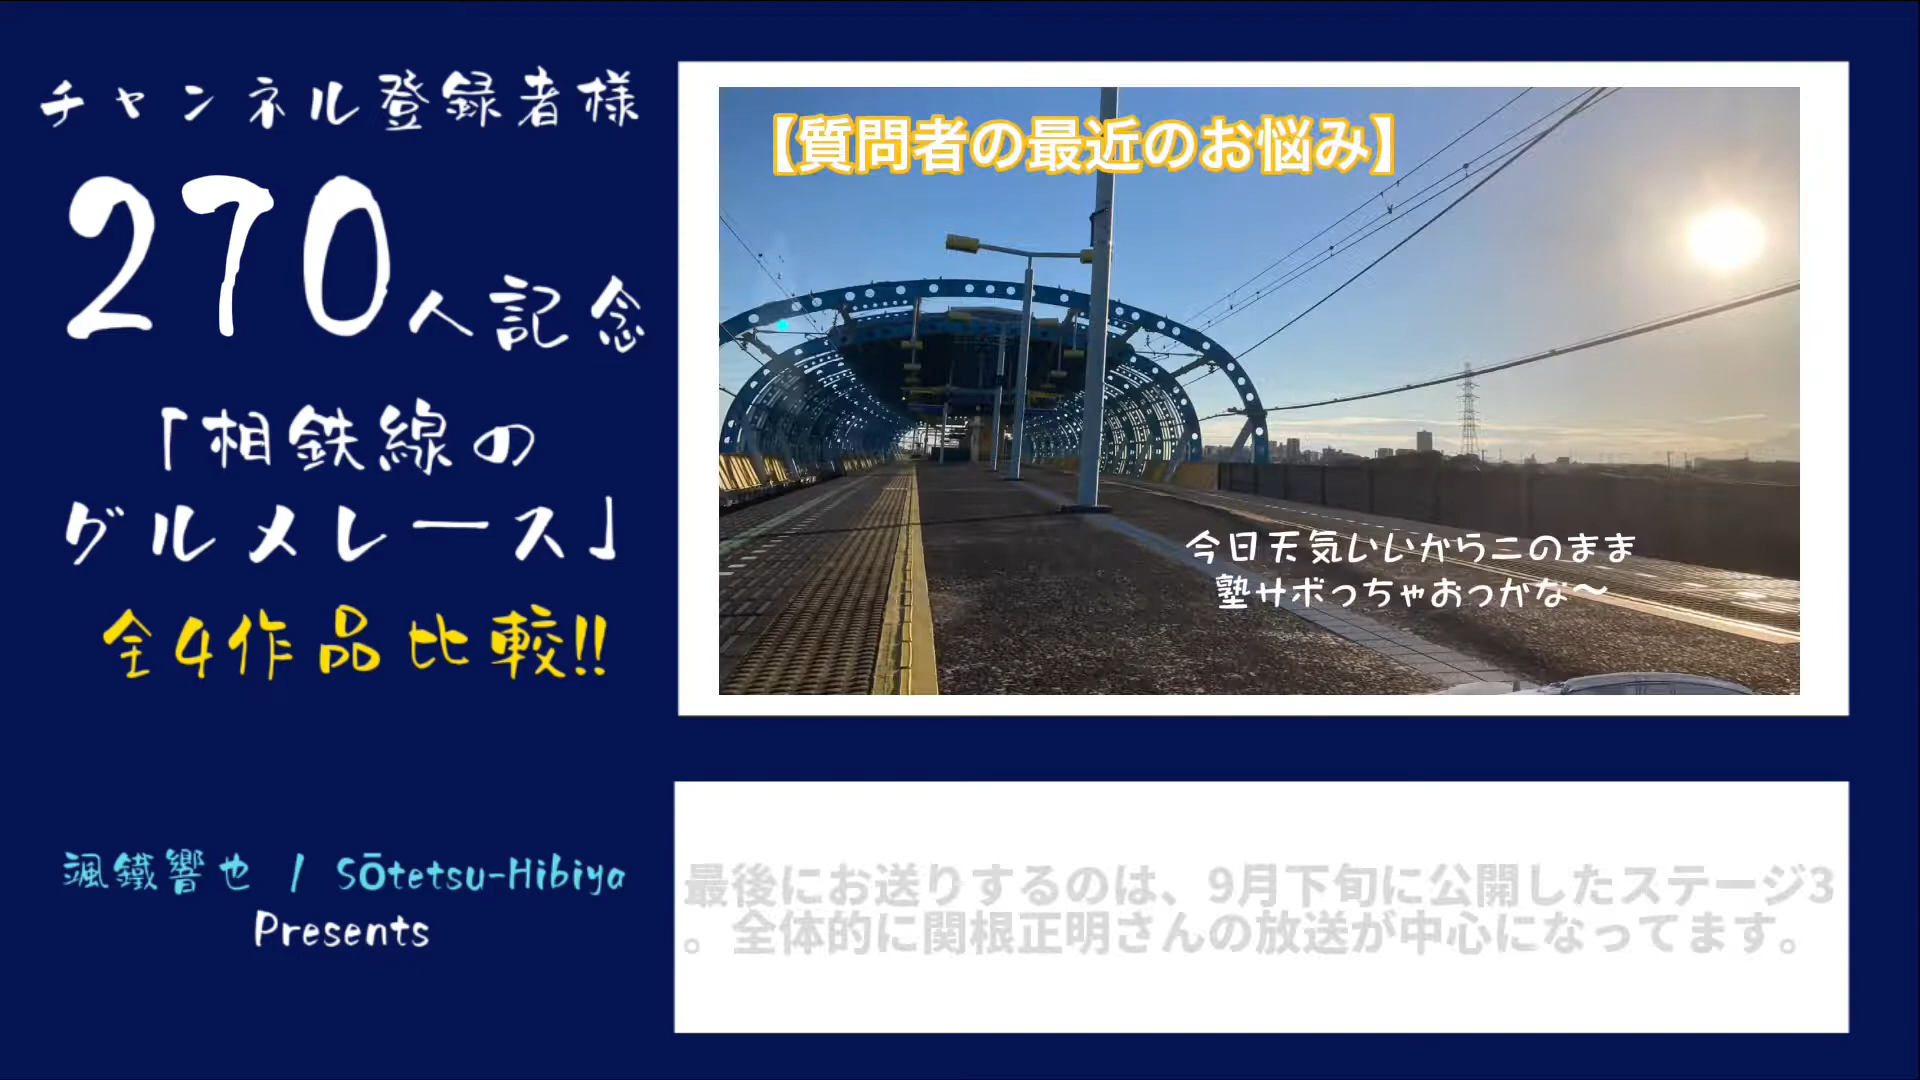 チャンネル登録者様
270人記念
「相鉄線の
グルメレース」
全4作品比較!!
颯鐵響也 / Sōtetsu-Hibiya
Presents
【質問者の最近のお悩み】
今日天気いいからこのまま
塾サボっちゃおっかな〜
最後にお送りするのは、9月下旬に公開したステージ3
。全体的に関根正明さんの放送が中心になってます。